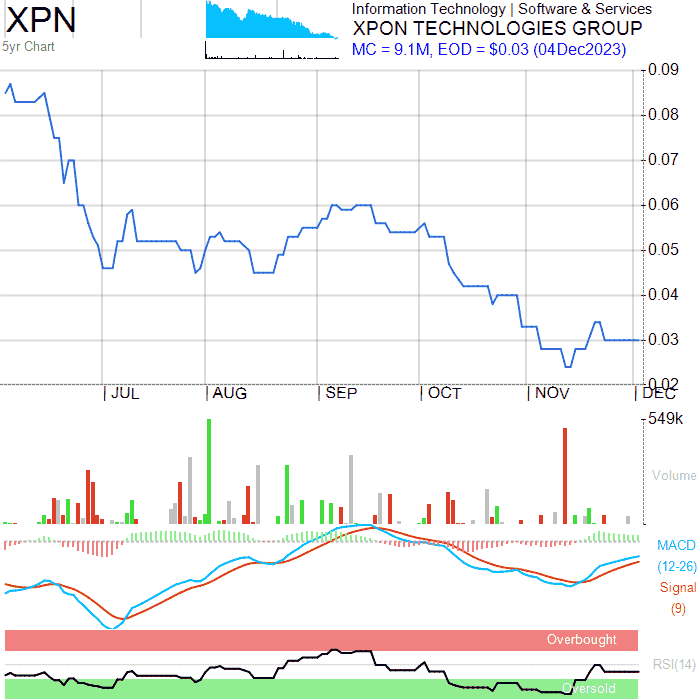 XPN
5yr Chart
Information Technology | Software & Services
XPON TECHNOLOGIES GROUP
MC = 9.1M, EOD = $0.03 (04Dec2023)
0.09
0.08
0.07
0.06
0.05
0.04
0.03
0.02
JUL
AUG
SEP
OCT
NOV
DEC
549k
Volume
MACD
(12-26)
Signal
(9)
Overbought
RSI(14)
Oversold